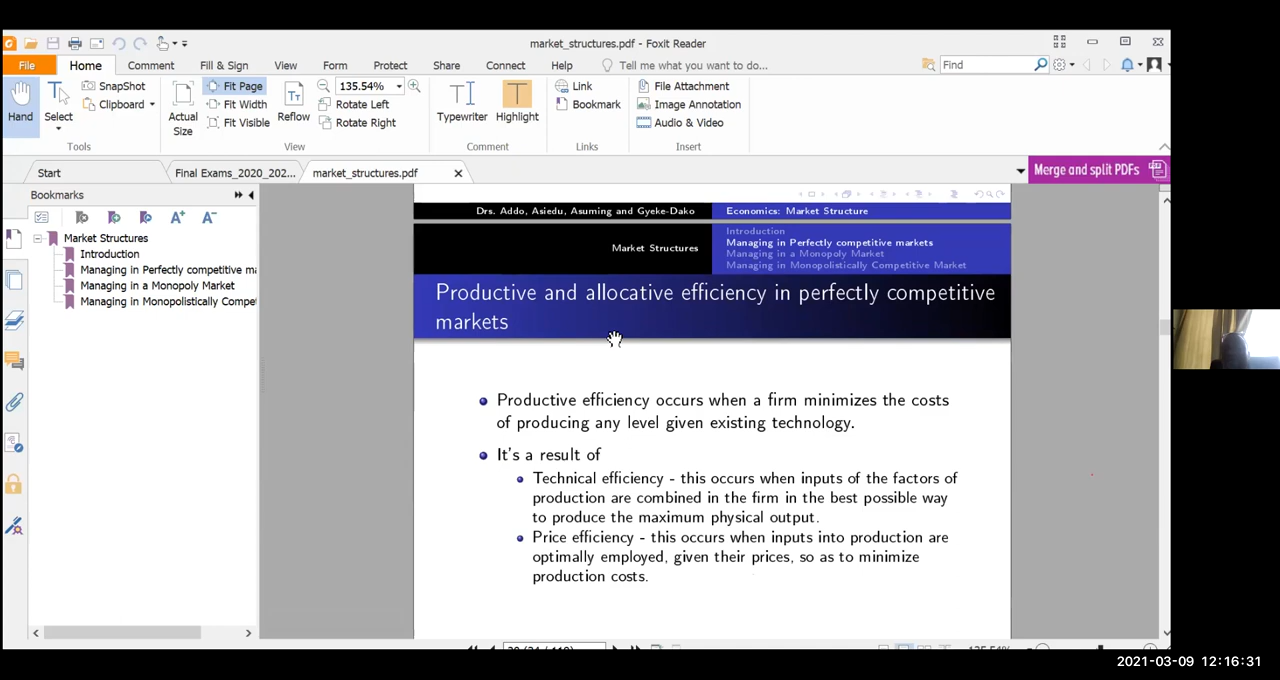 market_structures.pdf - Foxit Reader
File Home Comment Fill & Sign View Form Protect Share Connect Help Tell me what you want to do... Find
Hand
Select
SnapShot
Clipboard
Actual Size
Fit Page
Fit Width
Fit Visible
Reflow
135.54%
Rotate Left
Rotate Right
Typewriter
Highlight
Link
Bookmark
File Attachment
Image Annotation
Audio & Video
Tools View Comment Links Insert
Start Final Exams_2020_202... market_structures.pdf
Merge and split PDFs
Bookmarks
Market Structures
Introduction
Managing in Perfectly competitive ma
Managing in a Monopoly Market
Managing in Monopolistically Compe
Drs. Addo, Asiedu, Asuming and Gyeke-Dako Economics: Market Structure
Market Structures
Introduction
Managing in Perfectly competitive markets
Managing in a Monopoly Market
Managing in Monopolistically Competitive Market
Productive and allocative efficiency in perfectly competitive
markets
Productive efficiency occurs when a firm minimizes the costs
of producing any level given existing technology.
It's a result of
Technical efficiency - this occurs when inputs of the factors of
production are combined in the firm in the best possible way
to produce the maximum physical output.
Price efficiency - this occurs when inputs into production are
optimally employed, given their prices, so as to minimize
production costs.
2021-03-09 12:16:31